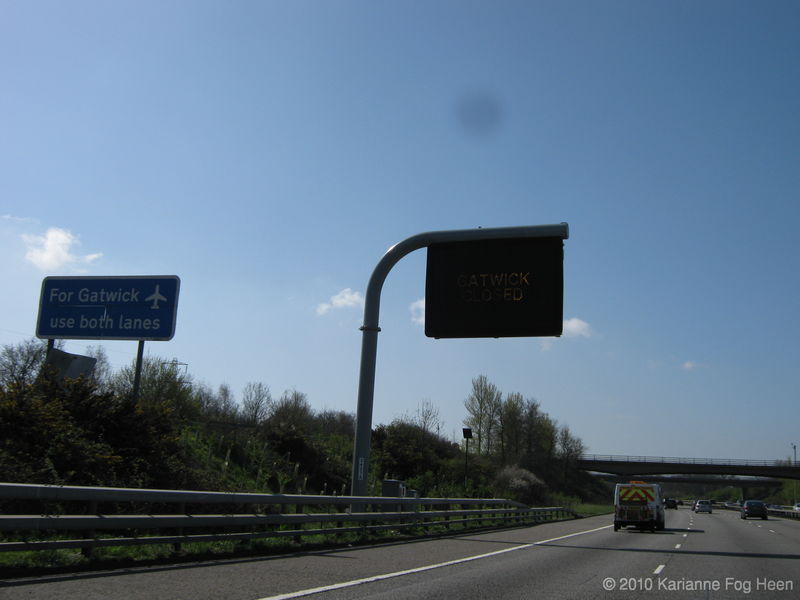 For Gatwick
use both lanes
GATWICK
CLOSED
© 2010 Karianne Fog Heen